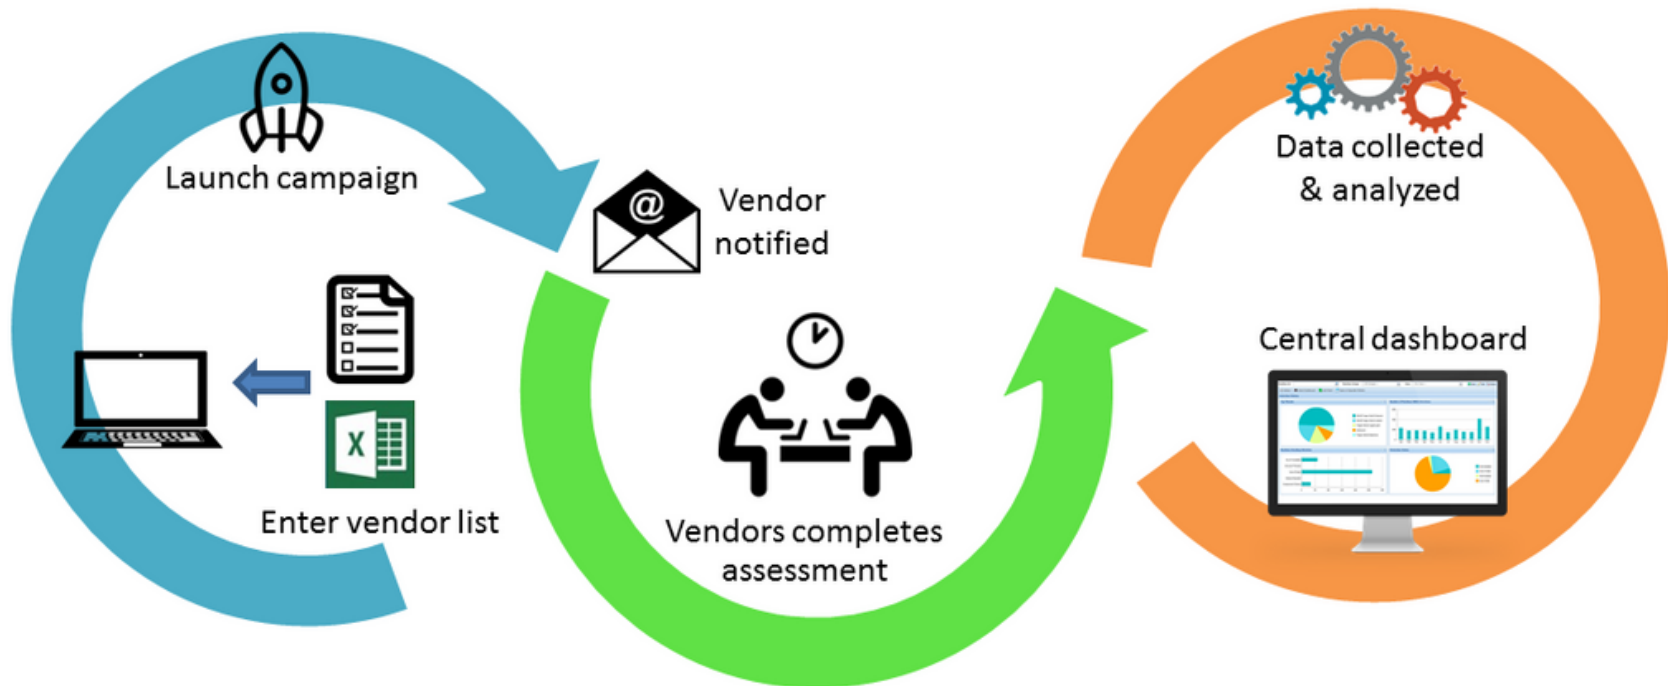 Launch campaign
Enter vendor list
X
@
Vendor
notified
Vendors completes
assessment
Data collected
& analyzed
Central dashboard